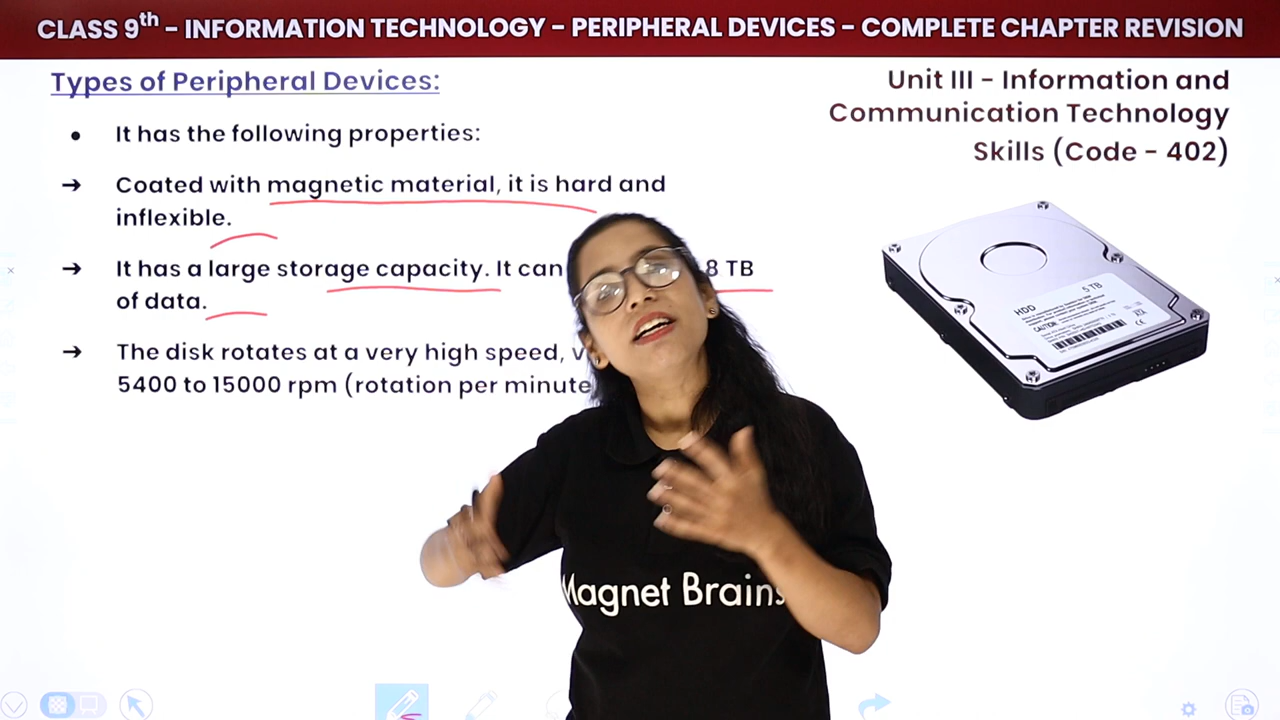 CLASS 9th – INFORMATION TECHNOLOGY – PERIPHERAL DEVICES – COMPLETE CHAPTER REVISION
Types of Peripheral Devices:
Unit III – Information and
Communication Technology
Skills (Code – 402)
• It has the following properties:
➔ Coated with magnetic material, it is hard and
inflexible.
➔ It has a large storage capacity. It can 8 TB
of data.
➔ The disk rotates at a very high speed,
5400 to 15000 rpm (rotation per minute
HDD
5 TB
CAUTION
Magnet Brains